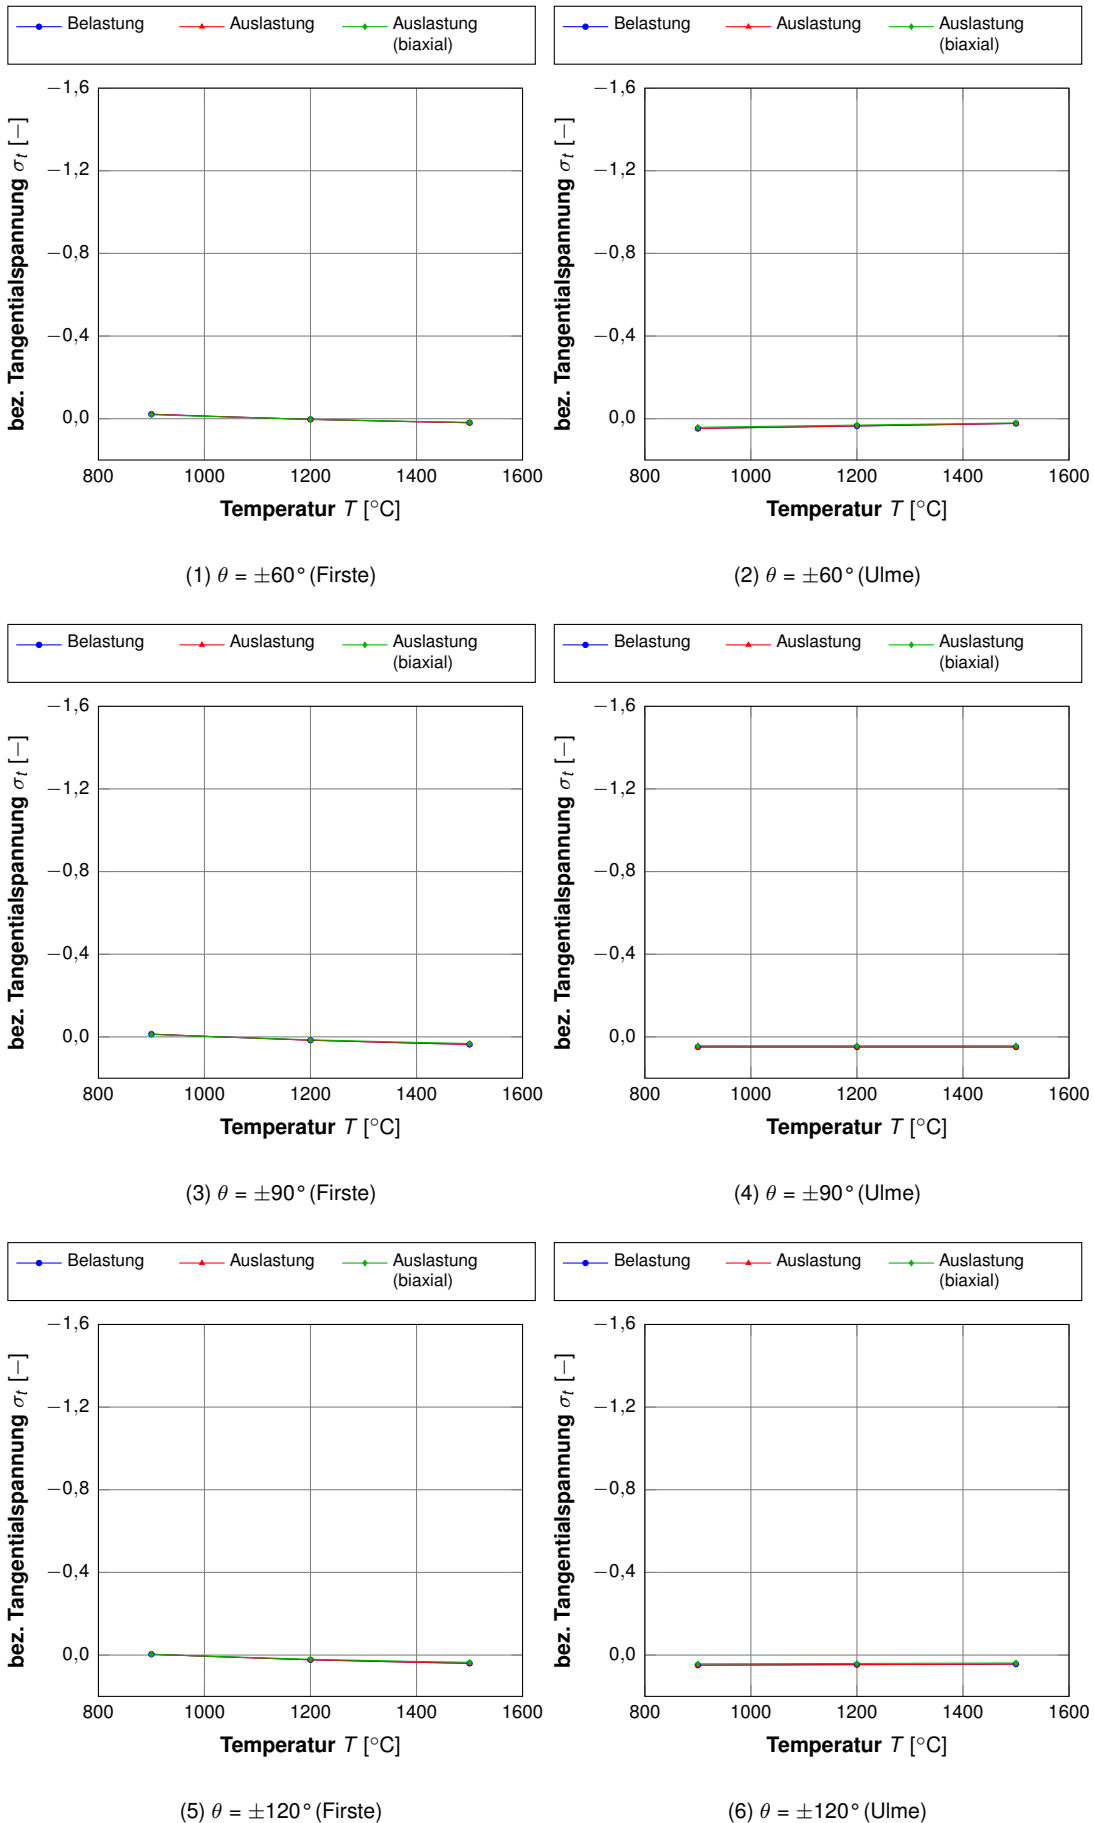 Belastung Auslastung Auslastung
(biaxial)
Belastung Auslastung Auslastung
(biaxial)
−1,6
−1,2
−0,8
−0,4
0,0
bez. Tangentialspannung σt [−]
800 1000 1200 1400 1600
Temperatur T [°C]
(1) θ = ±60° (Firste)
−1,6
−1,2
−0,8
−0,4
0,0
bez. Tangentialspannung σt [−]
800 1000 1200 1400 1600
Temperatur T [°C]
(2) θ = ±60° (Ulme)
Belastung Auslastung Auslastung
(biaxial)
Belastung Auslastung Auslastung
(biaxial)
−1,6
−1,2
−0,8
−0,4
0,0
bez. Tangentialspannung σt [−]
800 1000 1200 1400 1600
Temperatur T [°C]
(3) θ = ±90° (Firste)
−1,6
−1,2
−0,8
−0,4
0,0
bez. Tangentialspannung σt [−]
800 1000 1200 1400 1600
Temperatur T [°C]
(4) θ = ±90° (Ulme)
Belastung Auslastung Auslastung
(biaxial)
Belastung Auslastung Auslastung
(biaxial)
−1,6
−1,2
−0,8
−0,4
0,0
bez. Tangentialspannung σt [−]
800 1000 1200 1400 1600
Temperatur T [°C]
(5) θ = ±120° (Firste)
−1,6
−1,2
−0,8
−0,4
0,0
bez. Tangentialspannung σt [−]
800 1000 1200 1400 1600
Temperatur T [°C]
(6) θ = ±120° (Ulme)